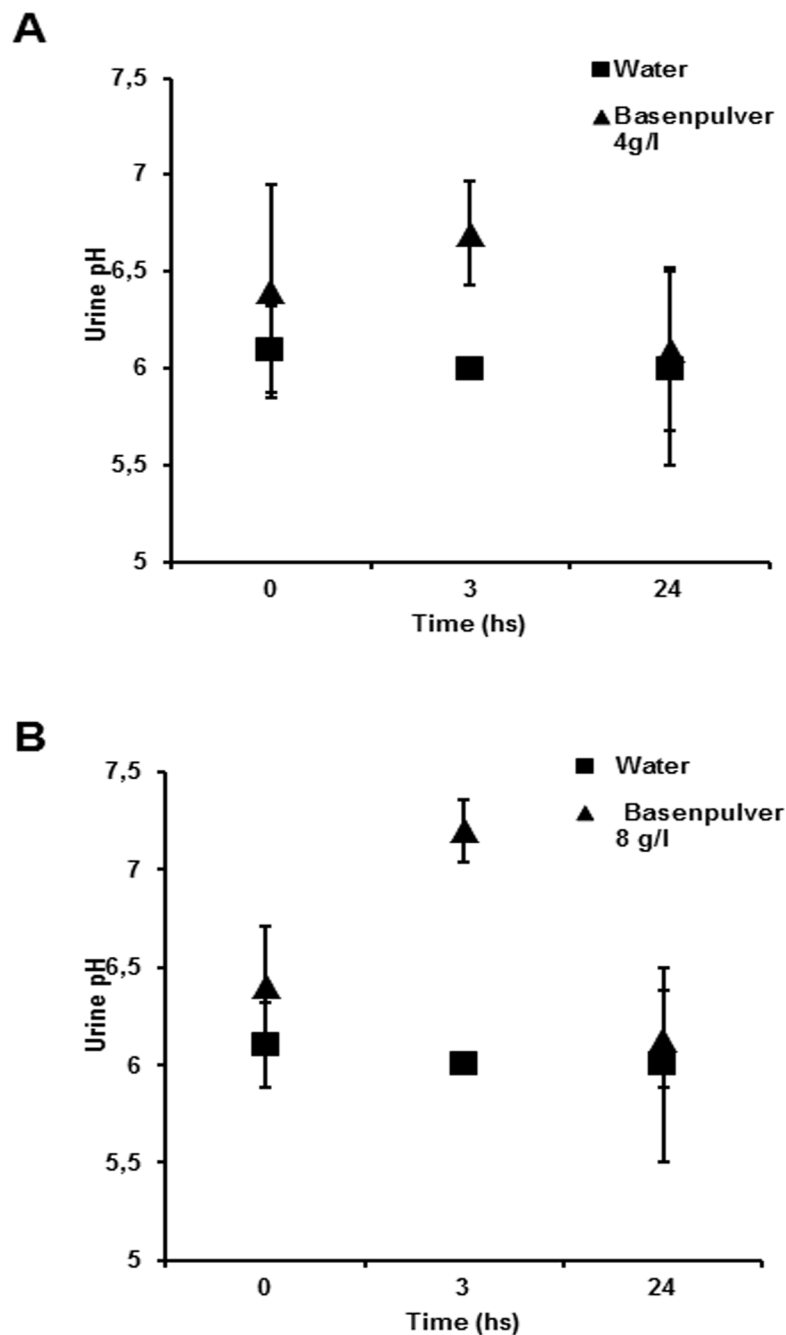 A
7,5
Water
Basenpulver
4g/l
7
6,5
6
5,5
5
Urine pH
0 3 24
Time (hs)
B
7,5
Water
Basenpulver
8 g/l
7
6,5
6
5,5
5
Urine pH
0 3 24
Time (hs)